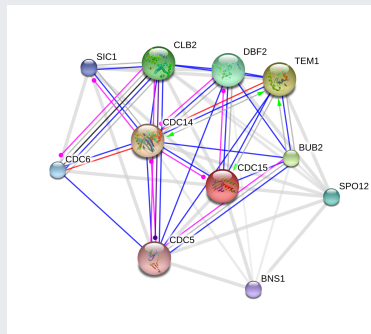 CLB2
DBF2
SIC1
TEM1
CDC14
BUB2
CDC6
CDC15
SPO12
CDC5
BNS1